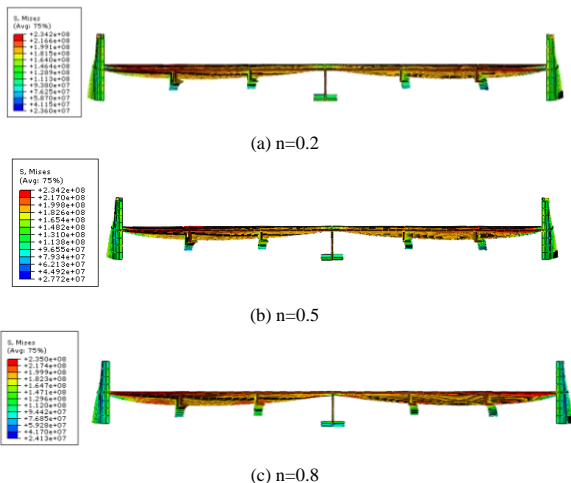 S, Mises
(Avg: 75%)
+2.342e+08
+2.166e+08
+1.991e+08
+1.815e+08
+1.640e+08
+1.464e+08
+1.289e+08
+1.113e+08
+9.380e+07
+7.625e+07
+5.870e+07
+4.115e+07
+2.360e+07
(a) n=0.2
S, Mises
(Avg: 75%)
+2.342e+08
+2.170e+08
+1.998e+08
+1.826e+08
+1.654e+08
+1.482e+08
+1.310e+08
+1.138e+08
+9.655e+07
+7.934e+07
+6.213e+07
+4.492e+07
+2.772e+07
(b) n=0.5
S, Mises
(Avg: 75%)
+2.350e+08
+2.174e+08
+1.999e+08
+1.823e+08
+1.647e+08
+1.471e+08
+1.296e+08
+1.120e+08
+9.442e+07
+7.685e+07
+5.928e+07
+4.170e+07
+2.413e+07
(c) n=0.8